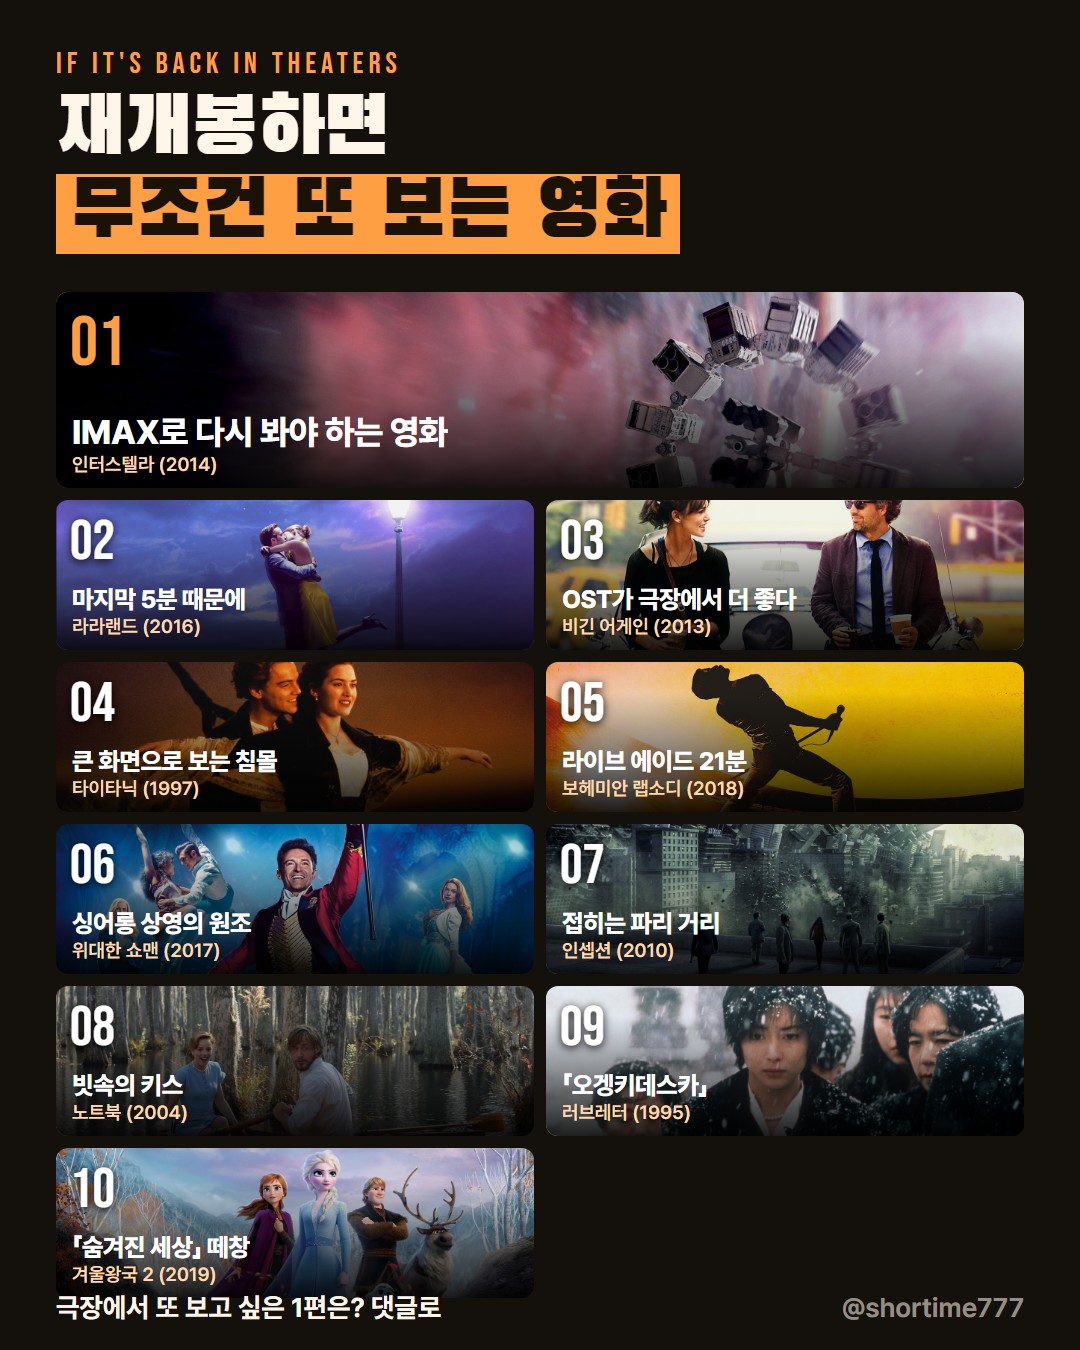 IF IT'S BACK IN THEATERS
재개봉하면
무조건 또 보는 영화
01
IMAX로 다시 봐야 하는 영화
인터스텔라 (2014)
02
마지막 5분 때문에
라라랜드 (2016)
03
OST가 극장에서 더 좋다
비긴 어게인 (2013)
04
큰 화면으로 보는 침몰
타이타닉 (1997)
05
라이브 에이드 21분
보헤미안 랩소디 (2018)
06
싱어롱 상영의 원조
위대한 쇼맨 (2017)
07
접히는 파리 거리
인셉션 (2010)
08
빗속의 키스
노트북 (2004)
09
「오겡키데스카」
러브레터 (1995)
10
「숨겨진 세상」 떼창
겨울왕국 2 (2019)
극장에서 또 보고 싶은 1편은? 댓글로
@shortime777